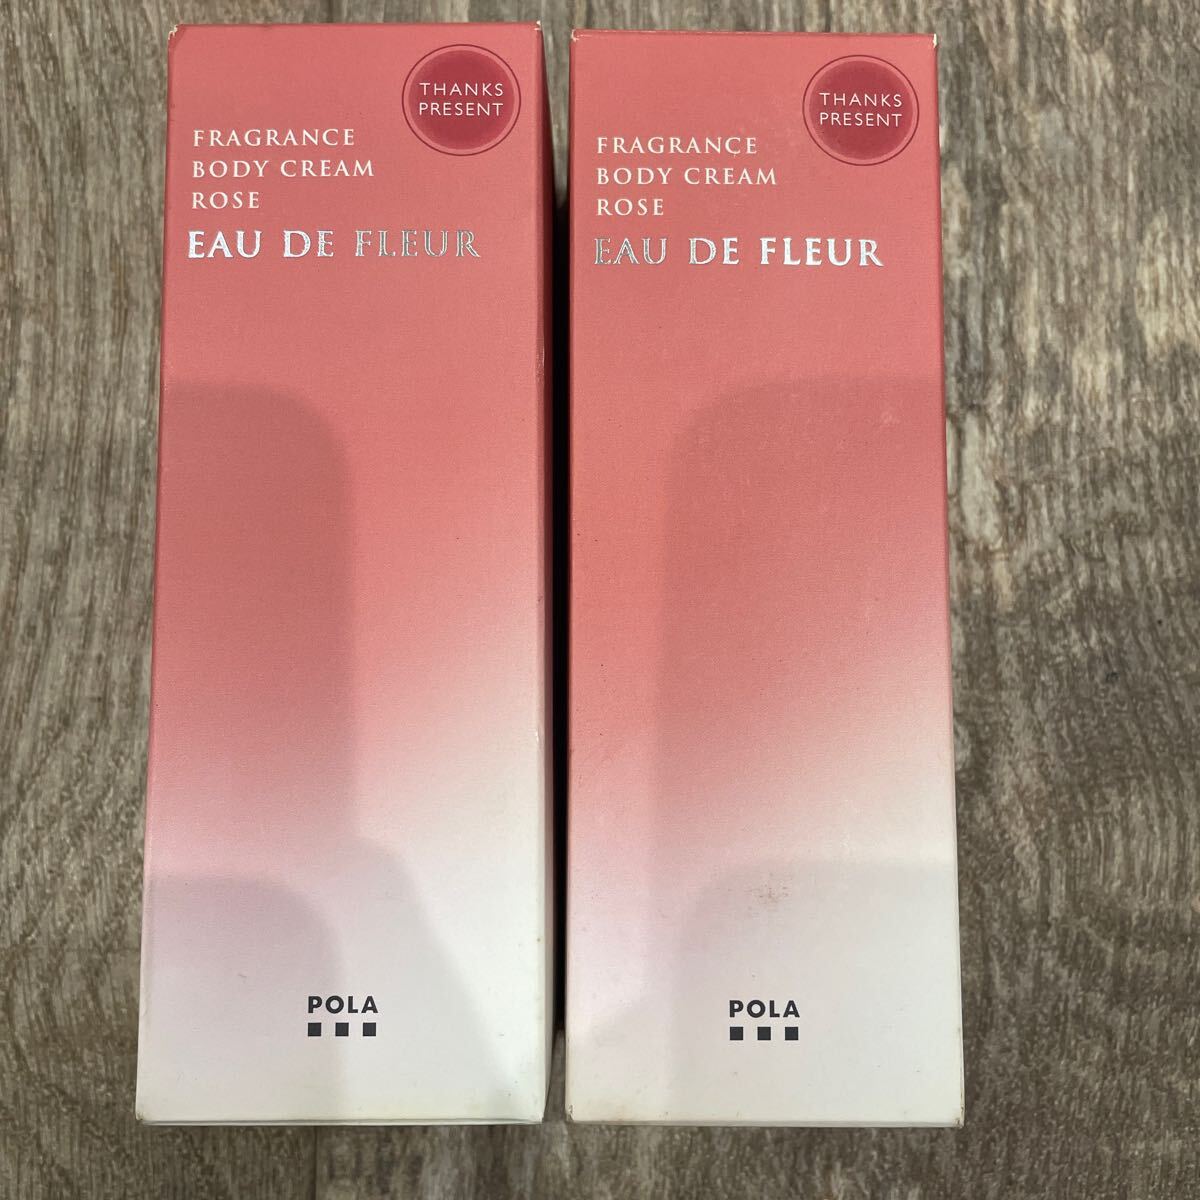 THANKS
PRESENT
FRAGRANCE
BODY CREAM
ROSE
EAU DE FLEUR
POLA
THANKS
PRESENT
FRAGRANCE
BODY CREAM
ROSE
EAU DE FLEUR
POLA